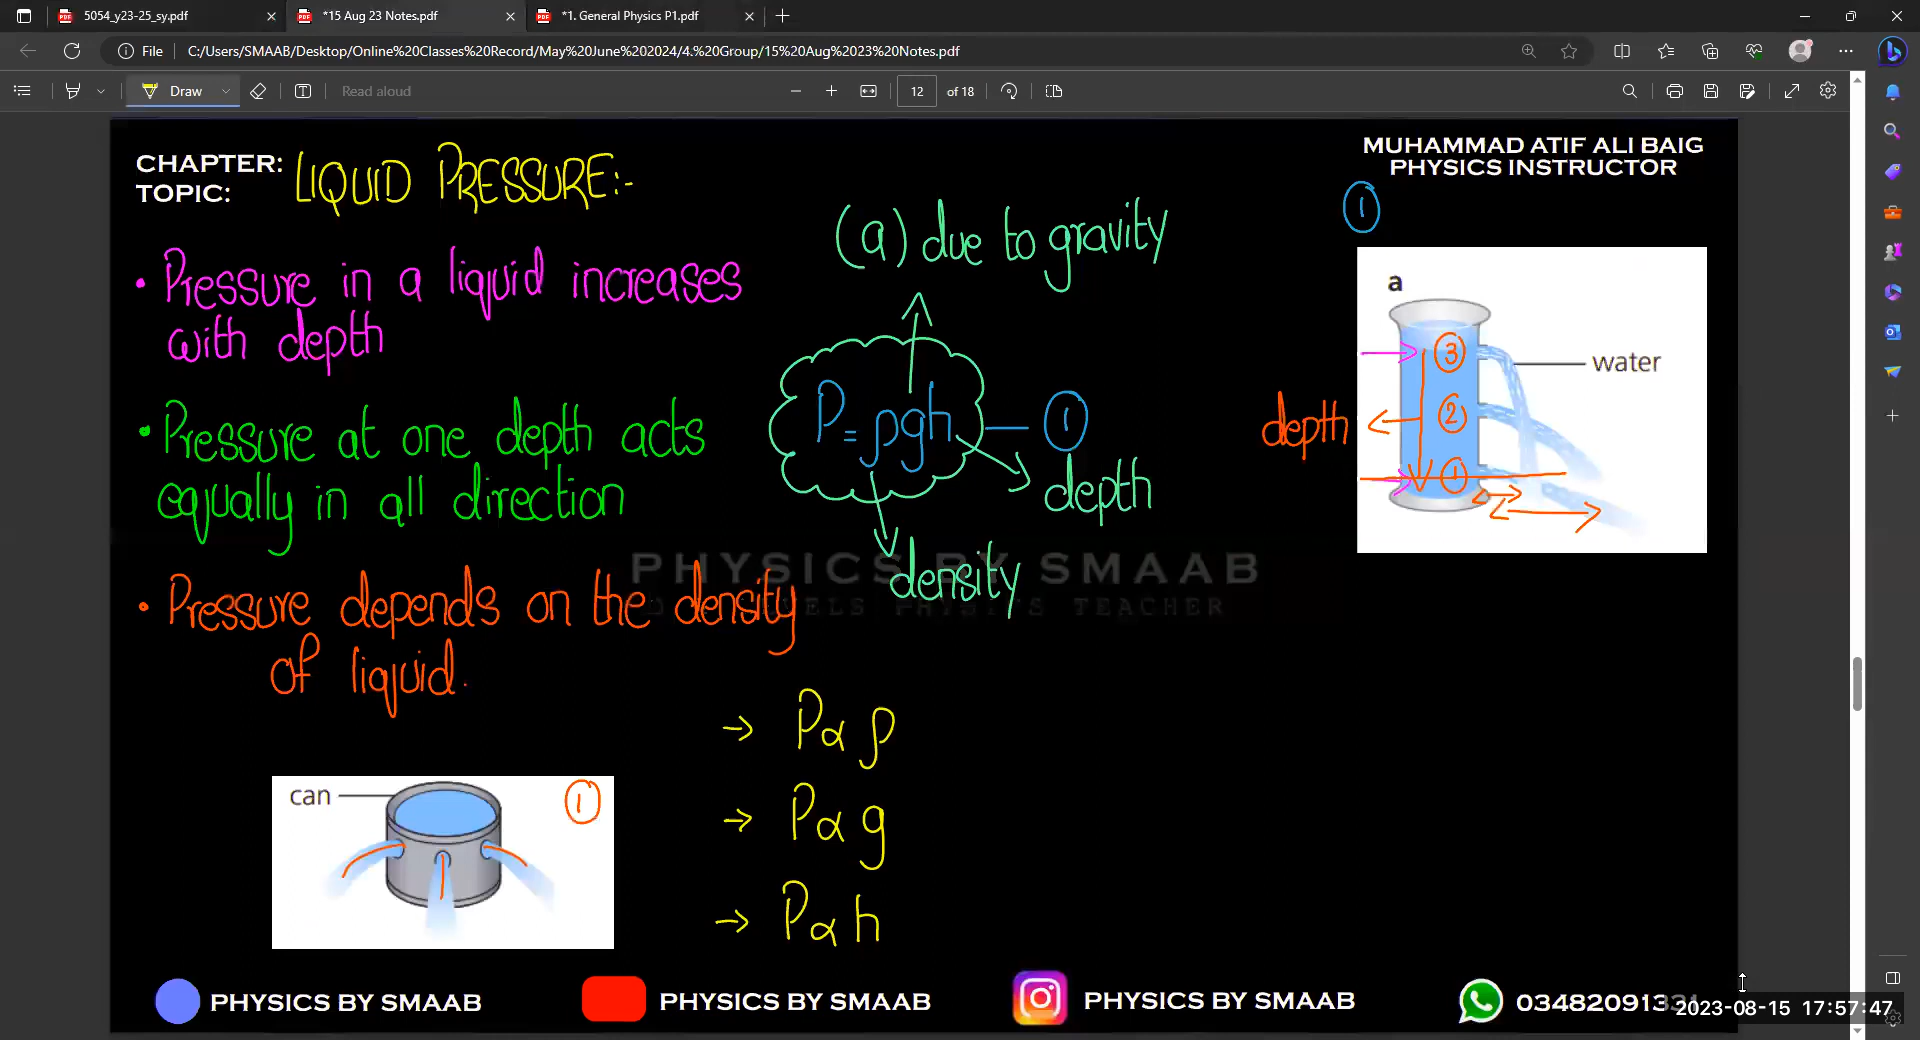 5054_y23-25_sy.pdf
*15 Aug 23 Notes.pdf
*1. General Physics P1.pdf
File
C:/Users/SMAAB/Desktop/Online%20Classes%20Record/May%20June%202024/4.%20Group/15%20Aug%2023%20Notes.pdf
Draw
Read aloud
12
of 18
CHAPTER:
TOPIC:
LIQUID PRESSURE:-
MUHAMMAD ATIF ALI BAIG
PHYSICS INSTRUCTOR
• Pressure in a liquid increases
with depth
• Pressure at one depth acts
equally in all direction
• Pressure depends on the density
of liquid.
(a) due to gravity
P = ρgh — ①
depth
density
→ P α ρ
→ P α g
→ P α h
①
a
③
water
②
depth
①
can
①
PHYSICS BY SMAAB
O LEVELS PHYSICS TEACHER
PHYSICS BY SMAAB
PHYSICS BY SMAAB
PHYSICS BY SMAAB
2023-08-15 17:57:47